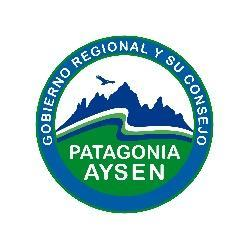 GOBIERNO REGIONAL Y SU CONSEJO
PATAGONIA
AYSEN